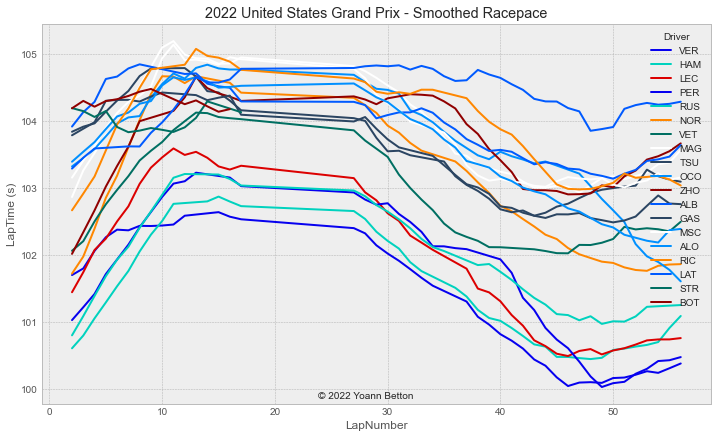 2022 United States Grand Prix - Smoothed Racepace
LapTime (s)
105
104
103
102
101
100
0
10
20
30
40
50
LapNumber
© 2022 Yoann Betton
Driver
VER
HAM
LEC
PER
RUS
NOR
VET
MAG
TSU
OCO
ZHO
ALB
GAS
MSC
ALO
RIC
LAT
STR
BOT